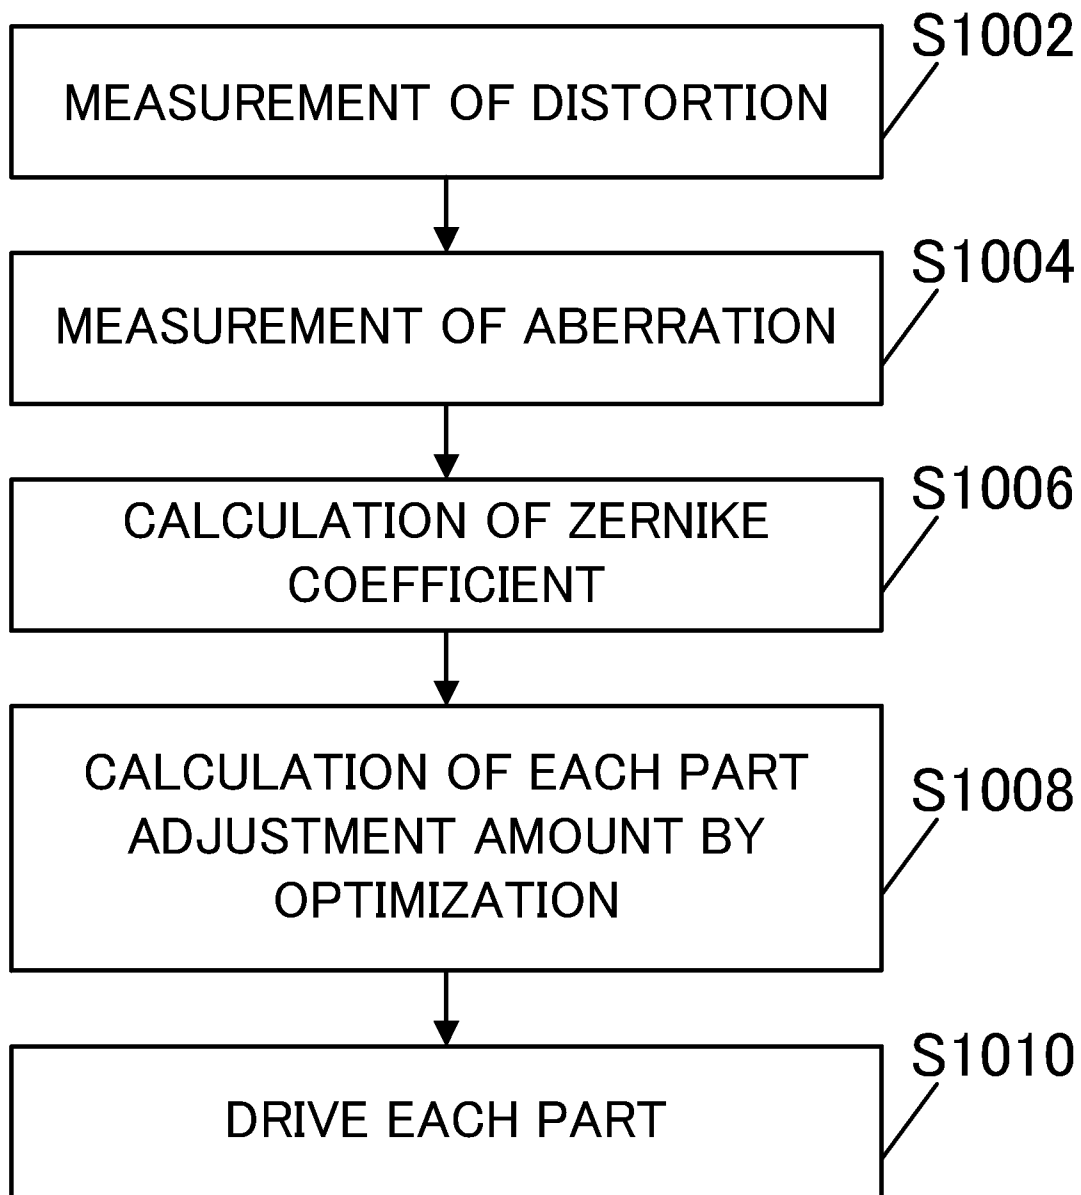 S1002
MEASUREMENT OF DISTORTION
S1004
MEASUREMENT OF ABERRATION
S1006
CALCULATION OF ZERNIKE
COEFFICIENT
S1008
CALCULATION OF EACH PART
ADJUSTMENT AMOUNT BY
OPTIMIZATION
S1010
DRIVE EACH PART